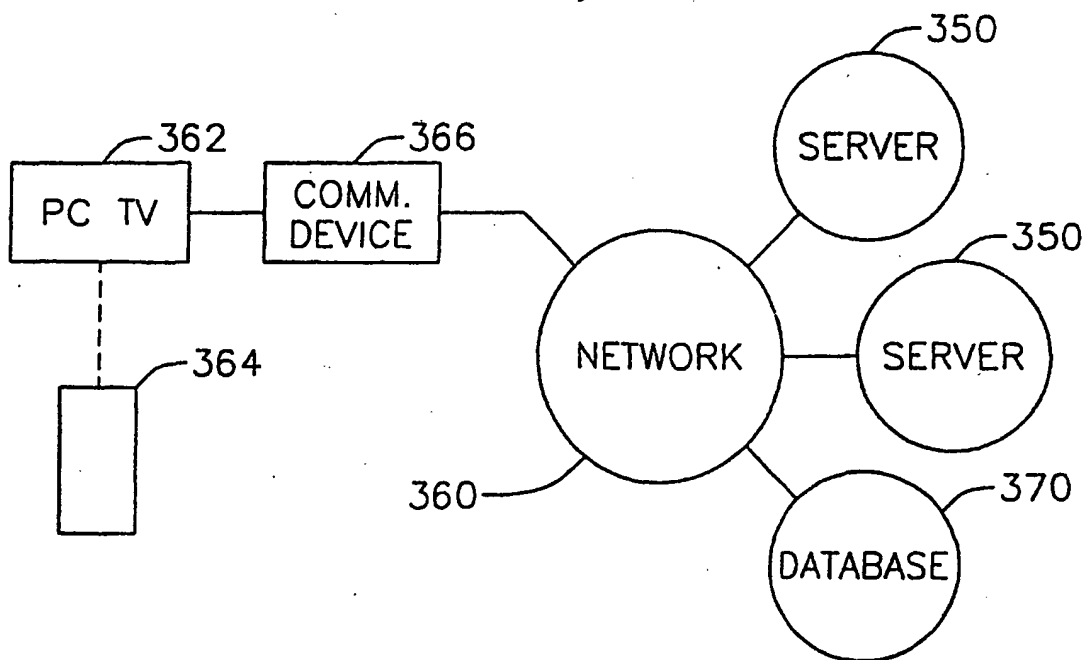 350
SERVER
362
366
PC TV
COMM.
DEVICE
350
SERVER
NETWORK
364
360
370
DATABASE